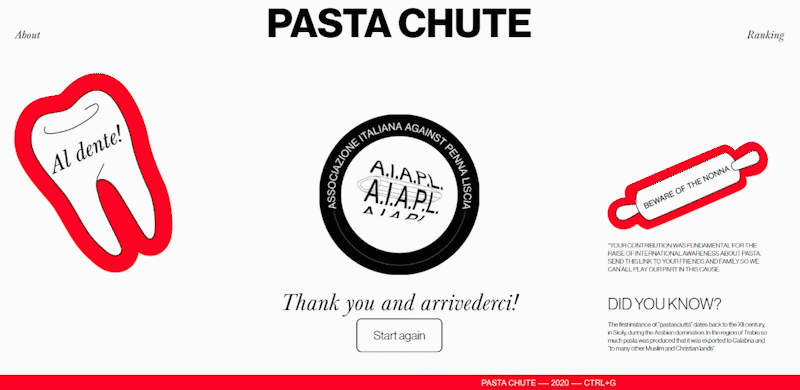 PASTA CHUTE
About
Ranking
Al dente!
ASSOCIAZIONE ITALIANA AGAINST PENNA LISCIA
A.I.A.P.L.
A.I.A.P.L.
A.I.A.P.L.
BEWARE OF THE NONNA
"YOUR CONTRIBUTION WAS FUNDAMENTAL FOR THE
RAISE OF INTERNATIONAL AWARENESS ABOUT PASTA.
SEND THIS LINK TO YOUR FRIENDS AND FAMILY SO WE
CAN ALL PLAY OUR PART IN THIS CAUSE.
Thank you and arrivederci!
Start again
DID YOU KNOW?
The first instance of "pastasciutta" dates back to the XII century,
in Sicily, during the Arabian domination. In the region of Trabia so
much pasta was produced that it was exported to Calabria and
"to many other Muslim and Christian lands".
PASTA CHUTE — 2020 — CTRL+G